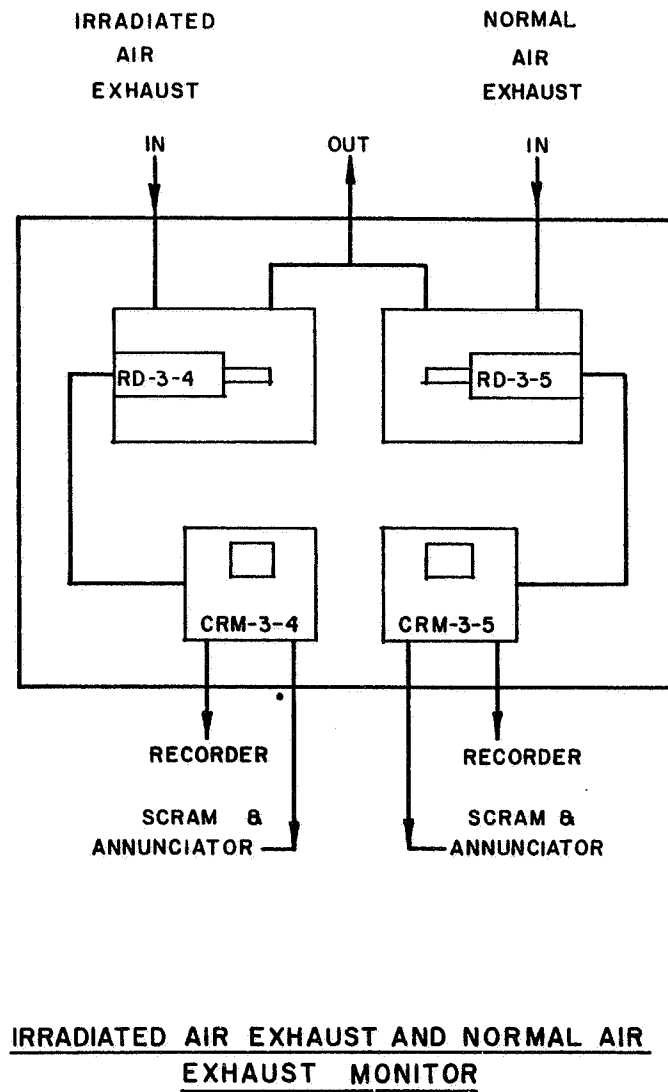 IRRADIATED
AIR
EXHAUST
NORMAL
AIR
EXHAUST
IN
OUT
IN
RD-3-4
RD-3-5
CRM-3-4
CRM-3-5
RECORDER
RECORDER
SCRAM &
ANNUNCIATOR
SCRAM &
ANNUNCIATOR
IRRADIATED AIR EXHAUST AND NORMAL AIR
EXHAUST MONITOR